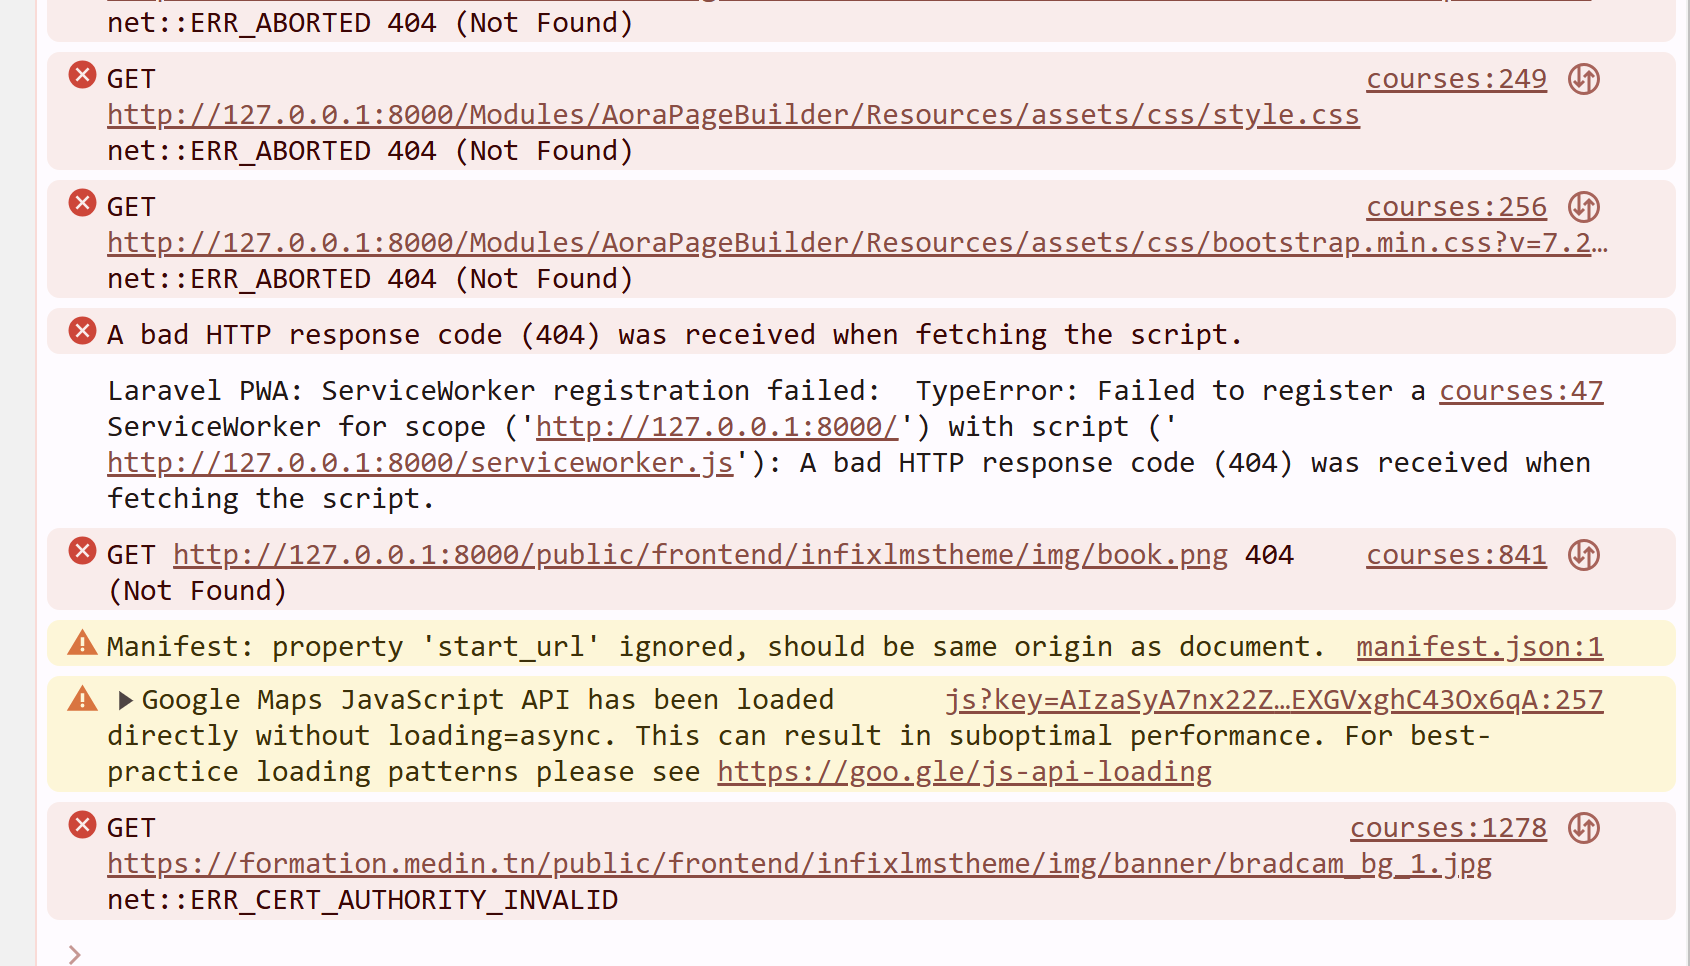 net::ERR_ABORTED 404 (Not Found)
GET courses:249
http://127.0.0.1:8000/Modules/AoraPageBuilder/Resources/assets/css/style.css
net::ERR_ABORTED 404 (Not Found)
GET courses:256
http://127.0.0.1:8000/Modules/AoraPageBuilder/Resources/assets/css/bootstrap.min.css?v=7.2…
net::ERR_ABORTED 404 (Not Found)
A bad HTTP response code (404) was received when fetching the script.
Laravel PWA: ServiceWorker registration failed:  TypeError: Failed to register a courses:47
ServiceWorker for scope ('http://127.0.0.1:8000/') with script ('
http://127.0.0.1:8000/serviceworker.js'): A bad HTTP response code (404) was received when
fetching the script.
GET http://127.0.0.1:8000/public/frontend/infixlmstheme/img/book.png 404 courses:841
(Not Found)
Manifest: property 'start_url' ignored, should be same origin as document. manifest.json:1
Google Maps JavaScript API has been loaded js?key=AIzaSyA7nx22Z…EXGVxghC43Ox6qA:257
directly without loading=async. This can result in suboptimal performance. For best-
practice loading patterns please see https://goo.gle/js-api-loading
GET courses:1278
https://formation.medin.tn/public/frontend/infixlmstheme/img/banner/bradcam_bg_1.jpg
net::ERR_CERT_AUTHORITY_INVALID